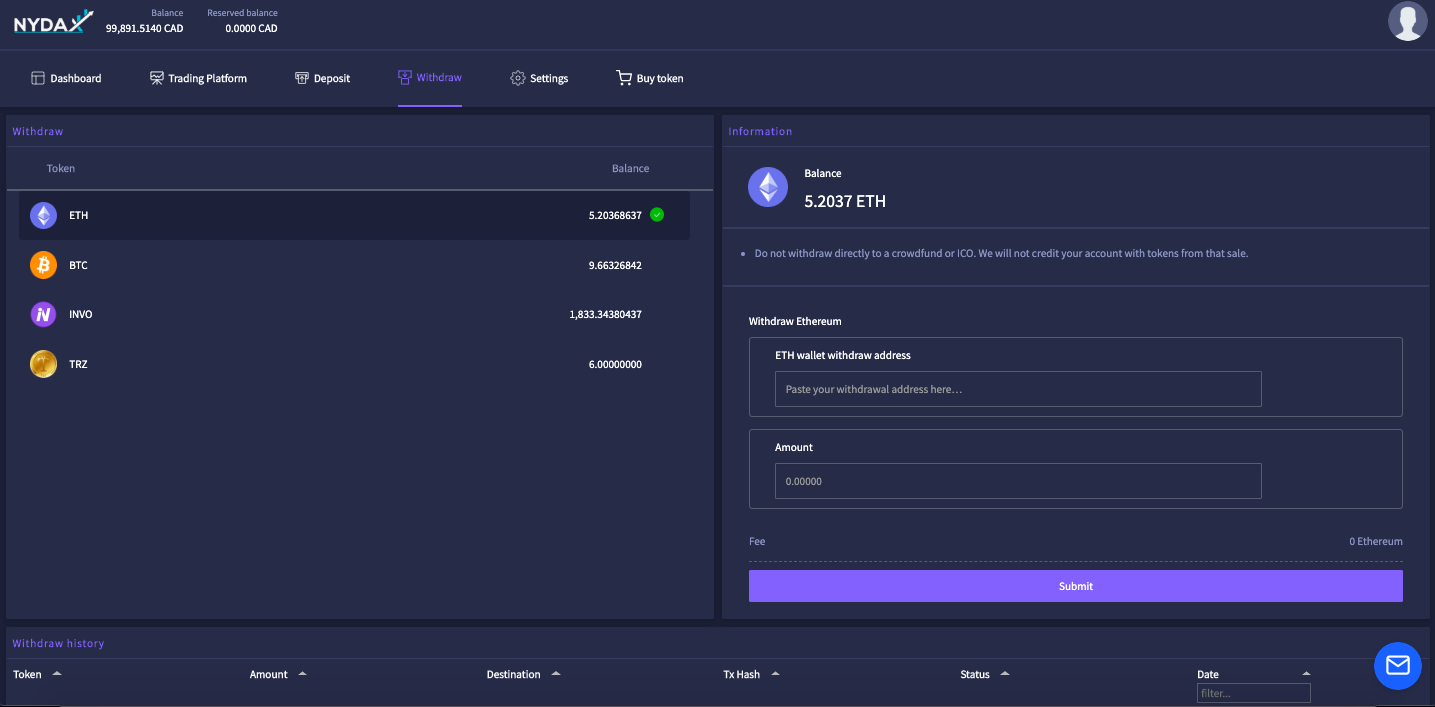 NYDAX
Balance
99,891.5140 CAD
Reserved balance
0.0000 CAD
Dashboard
Trading Platform
Deposit
Withdraw
Settings
Buy token
Withdraw
Token Balance
ETH 5.20368637
BTC 9.66326842
INVO 1,833.34380437
TRZ 6.00000000
Information
Balance
5.2037 ETH
Do not withdraw directly to a crowdfund or ICO. We will not credit your account with tokens from that sale.
Withdraw Ethereum
ETH wallet withdraw address
Paste your withdrawal address here...
Amount
0.00000
Fee 0 Ethereum
Submit
Withdraw history
Token Amount Destination Tx Hash Status Date
filter...